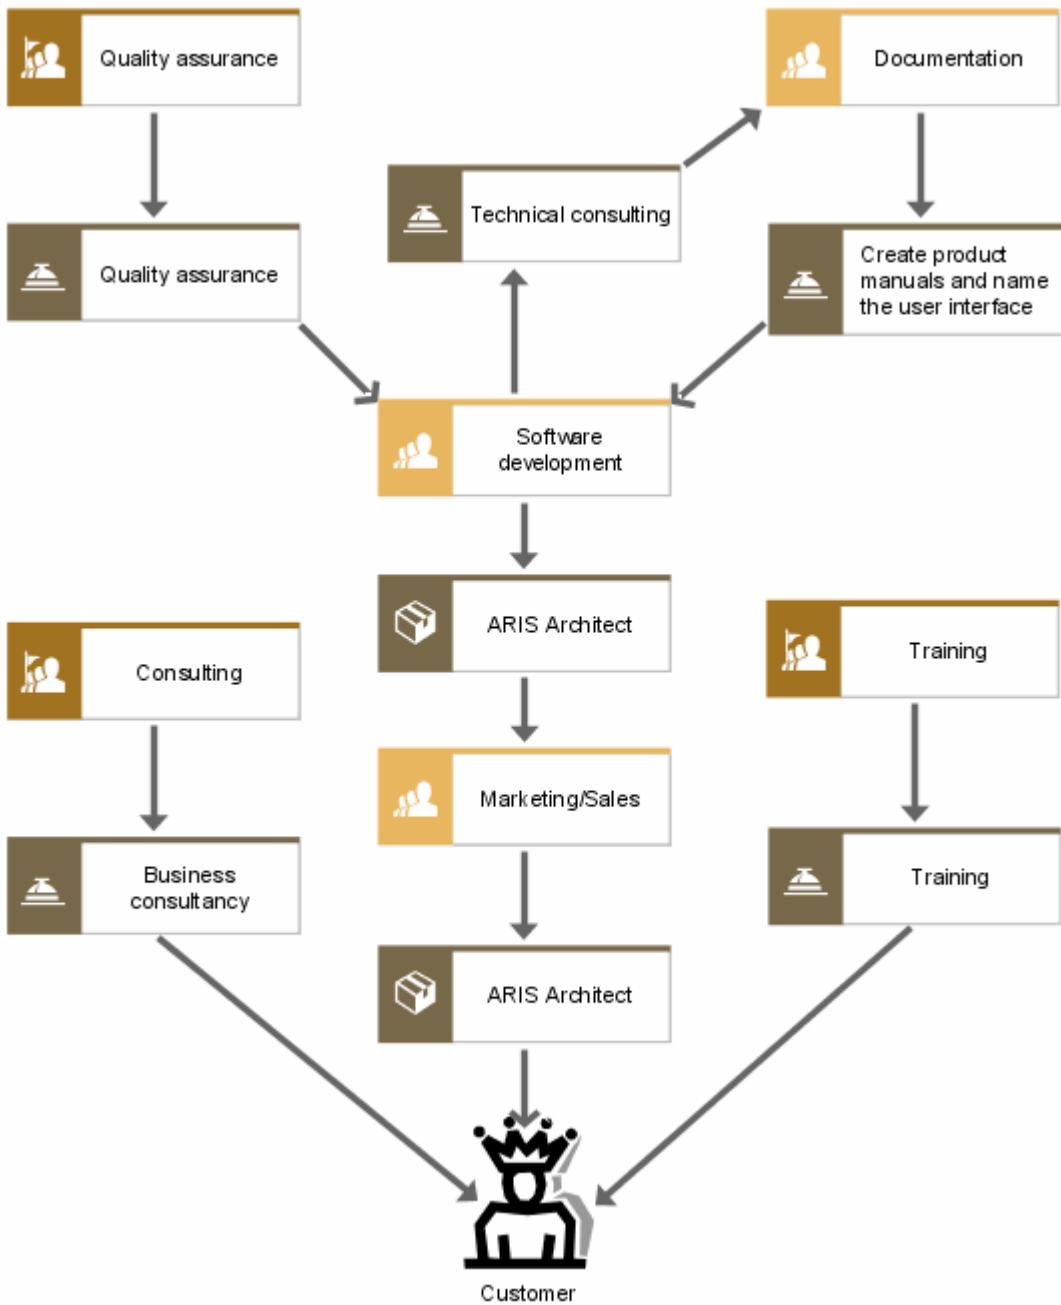 Quality assurance
Documentation
Technical consulting
Quality assurance
Create product
manuals and name
the user interface
Software
development
ARIS Architect
Consulting
Training
Marketing/Sales
Business
consultancy
Training
ARIS Architect
Customer